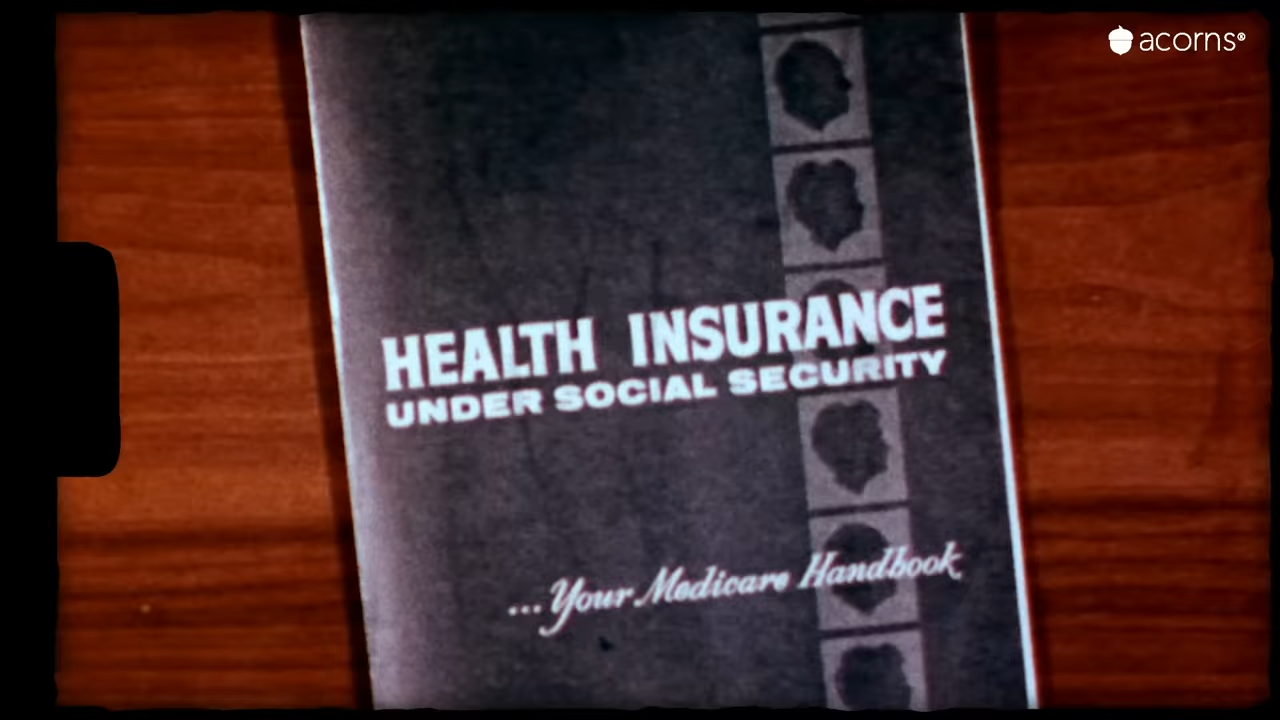 acorns®
HEALTH INSURANCE
UNDER SOCIAL SECURITY
...Your Medicare Handbook